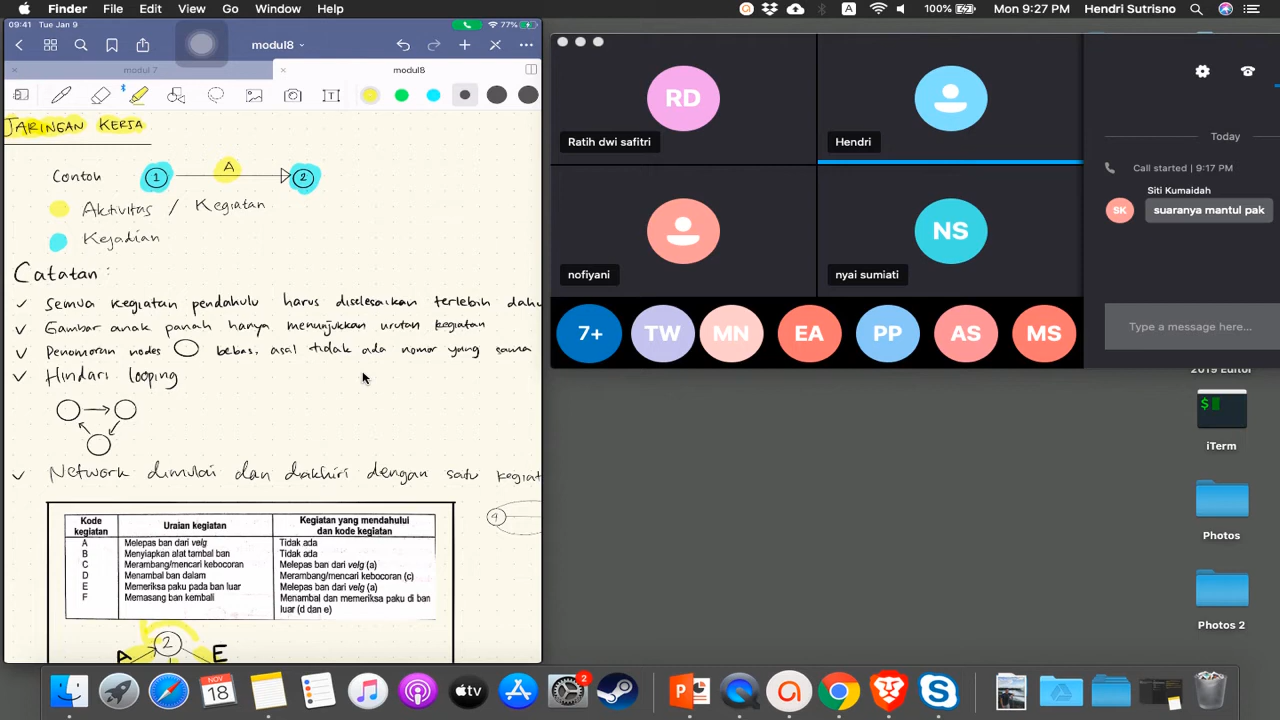 Finder File Edit View Go Window Help
A 100% Mon 9:27 PM Hendri Sutrisno
09:41 Tue Jan 9
77%
modul8
modul 7
modul8
JARINGAN KERJA
Contoh 1 A 2
Aktivitas / Kegiatan
Kejadian
Catatan :
✓ Semua kegiatan pendahulu harus diselesaikan terlebih dahu
✓ Gambar anak panah hanya menunjukkan urutan kegiatan
✓ Penomoran nodes bebas, asal tidak ada nomor yang sama
✓ Hindari looping
✓ Network dimulai dan diakhiri dengan satu kegiat
Kode kegiatan Uraian kegiatan Kegiatan yang mendahului dan kode kegiatan
A Melepas ban dari velg Tidak ada
B Menyiapkan alat tambal ban Tidak ada
C Merambang/mencari kebocoran Melepas ban dari velg (a)
D Menambal ban dalam Merambang/mencari kebocoran (c)
E Memeriksa paku pada ban luar Melepas ban dari velg (a)
F Memasang ban kembali Menambal dan memeriksa paku di ban
luar (d dan e)
2
A E
RD
Ratih dwi safitri
Hendri
nofiyani
NS
nyai sumiati
7+ TW MN EA PP AS MS
Today
Call started | 9:17 PM
Siti Kumaidah
SK suaranya mantul pak
Type a message here...
2019 Editor
iTerm
Photos
Photos 2
NOV
18
tv
2